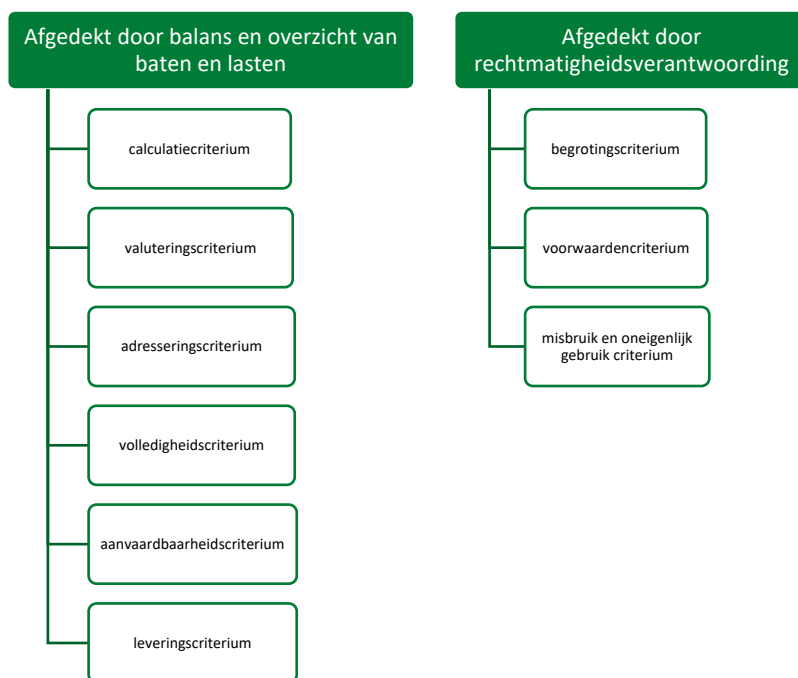 Afgedekt door balans en overzicht van
baten en lasten
calculatiecriterium
valuteringscriterium
adresseringscriterium
volledigheidscriterium
aanvaardbaarheidscriterium
leveringscriterium
Afgedekt door
rechtmatigheidsverantwoording
begrotingscriterium
voorwaardencriterium
misbruik en oneigenlijk
gebruik criterium